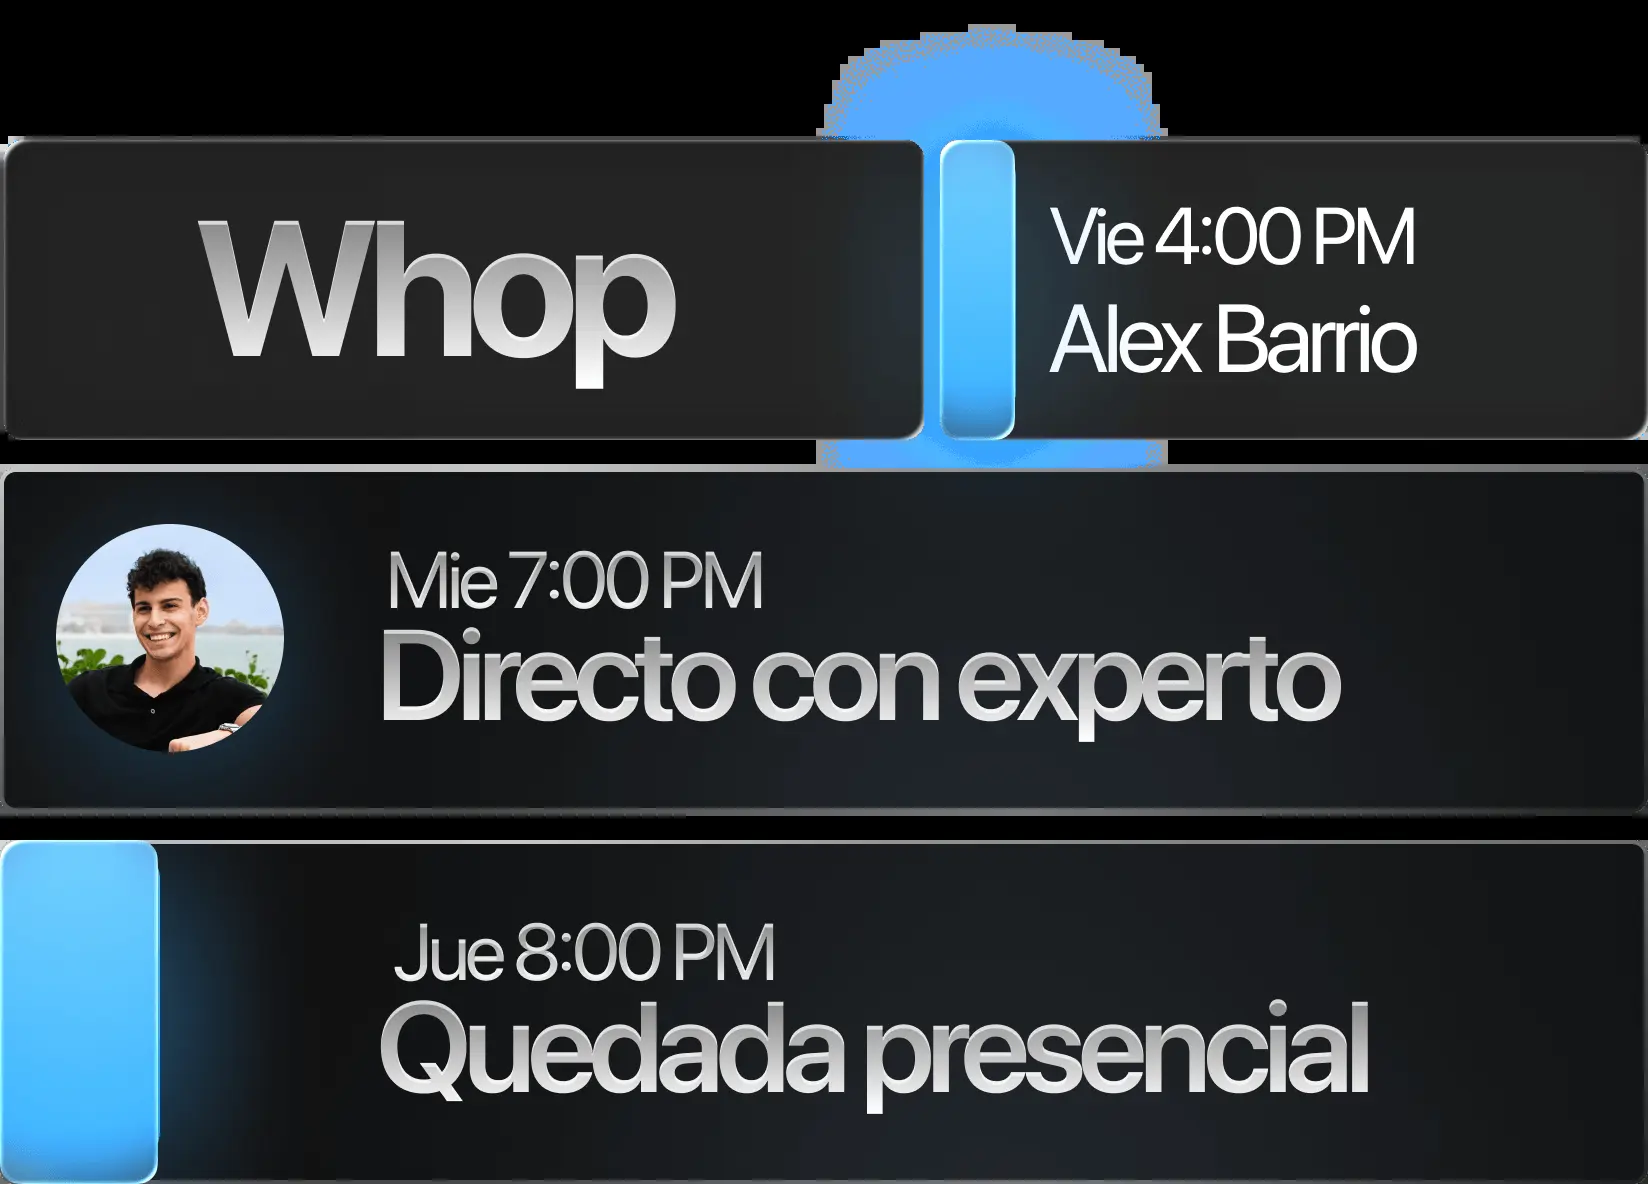 Whop
Vie 4:00 PM
Alex Barrio
Mie 7:00 PM
Directo con experto
Jue 8:00 PM
Quedada presencial